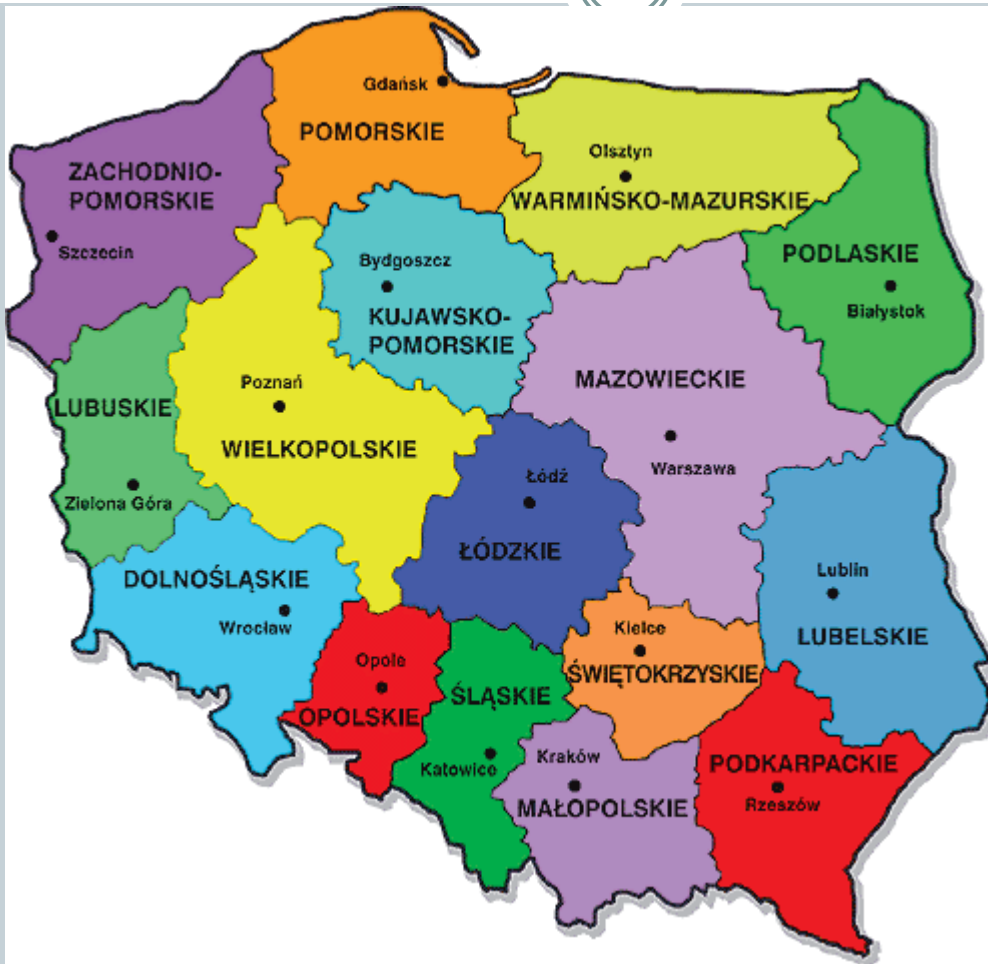 Gdańsk
POMORSKIE
ZACHODNIO-
POMORSKIE
Szczecin
Olsztyn
WARMIŃSKO-MAZURSKIE
PODLASKIE
Białystok
Bydgoszcz
KUJAWSKO-
POMORSKIE
MAZOWIECKIE
Warszawa
Poznań
WIELKOPOLSKIE
LUBUSKIE
Zielona Góra
Łódź
ŁÓDZKIE
DOLNOŚLĄSKIE
Wrocław
Lublin
LUBELSKIE
Kielce
ŚWIĘTOKRZYSKIE
Opole
OPOLSKIE
ŚLĄSKIE
Katowice
Kraków
MAŁOPOLSKIE
PODKARPACKIE
Rzeszów